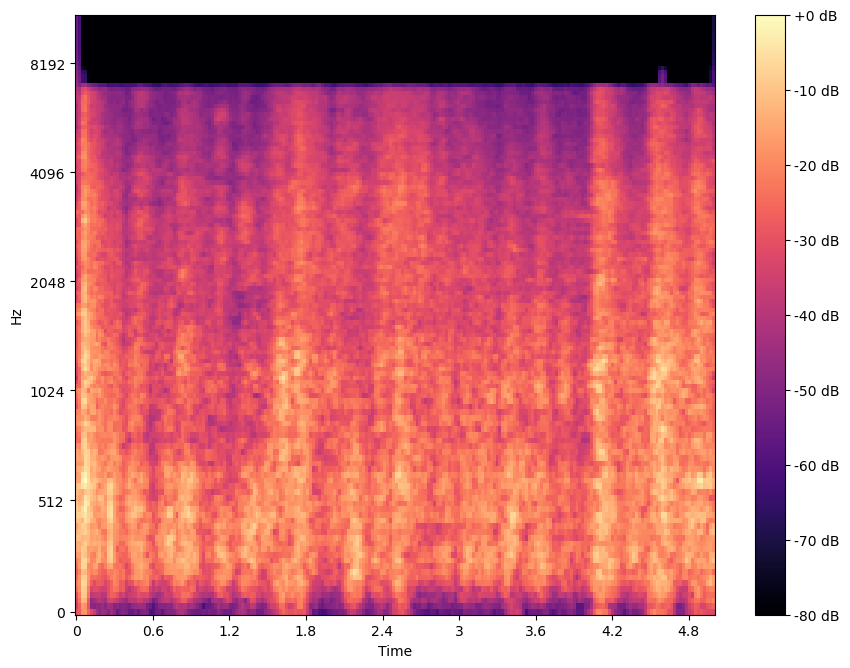 8192
4096
2048
1024
512
0
Hz
0 0.6 1.2 1.8 2.4 3 3.6 4.2 4.8
Time
+0 dB
-10 dB
-20 dB
-30 dB
-40 dB
-50 dB
-60 dB
-70 dB
-80 dB